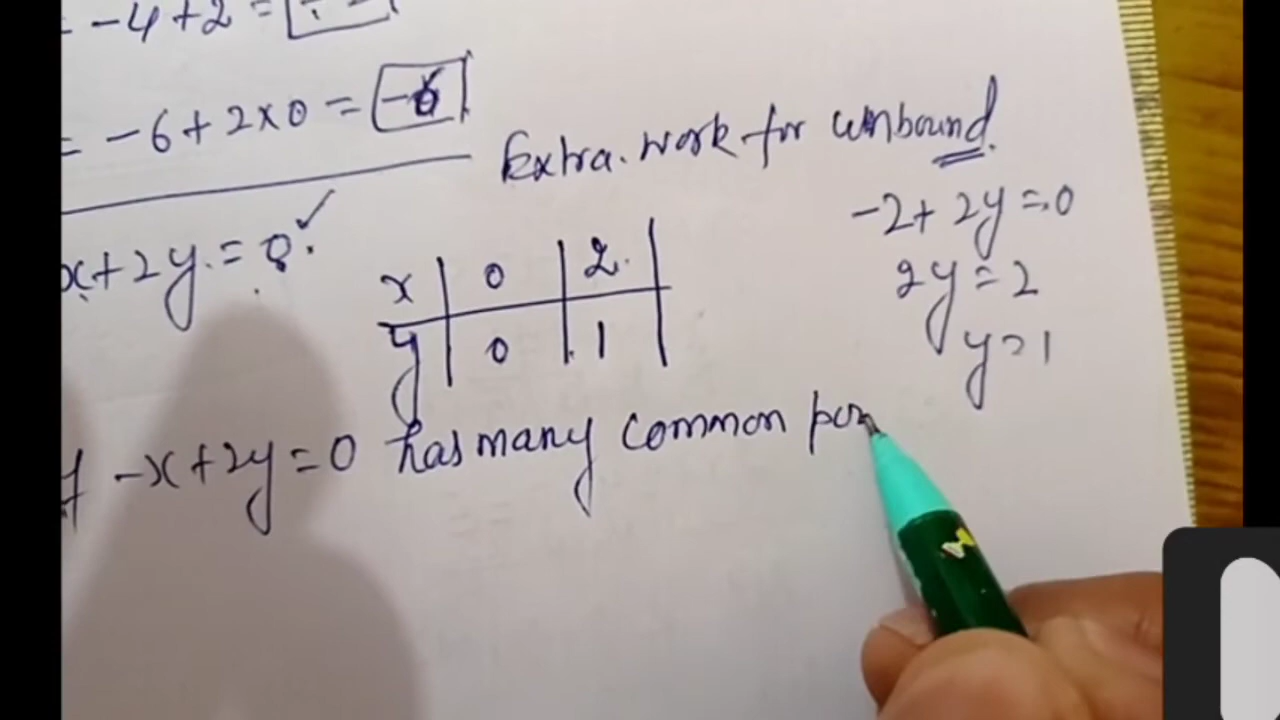 = -4+2 =
= -6+2×0 = -6
Extra. work for unbound.
x+2y = 0.
x 0 2
y 0 1
-2+2y=0
2y=2
y=1
-x+2y=0 has many common